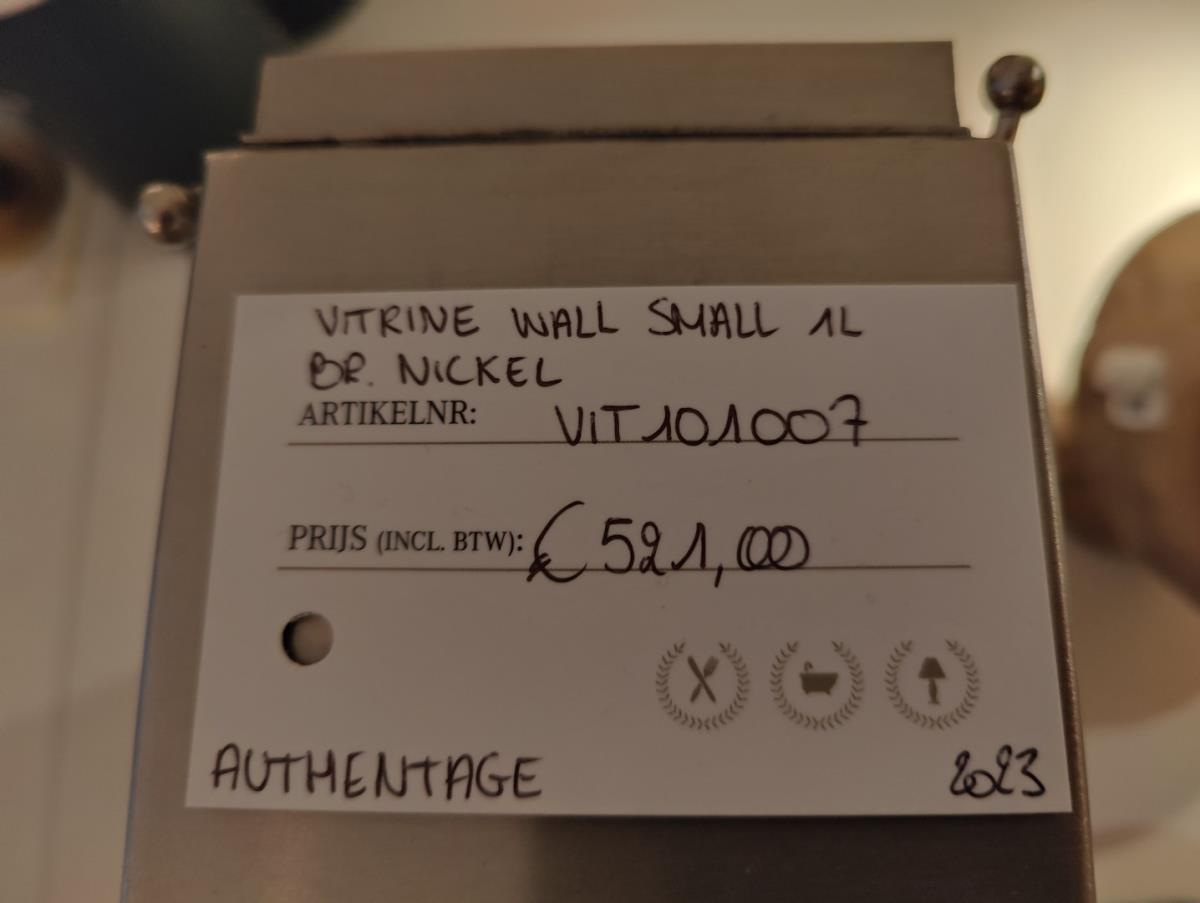 VITRINE WALL SMALL 1L
BR. NICKEL
ARTIKELNR: VIT101007
PRIJS (INCL. BTW): € 521,00
AUTHENTAGE 2023